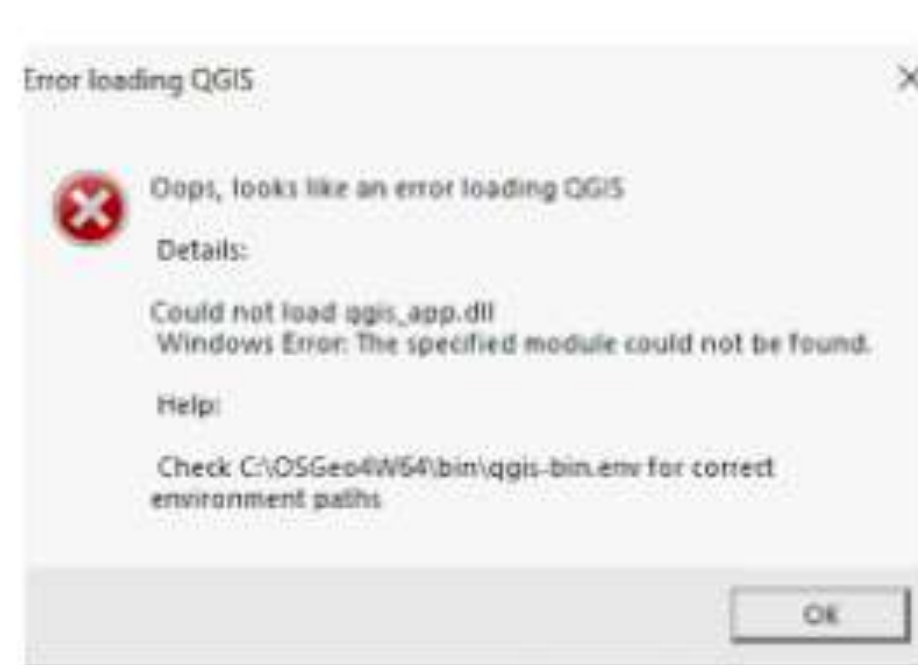 Error loading QGIS
Oops, looks like an error loading QGIS
Details:
Could not load qgis_app.dll
Windows Error: The specified module could not be found.
Help:
Check C:\OSGeo4W64\bin\qgis-bin.env for correct
environment paths
OK